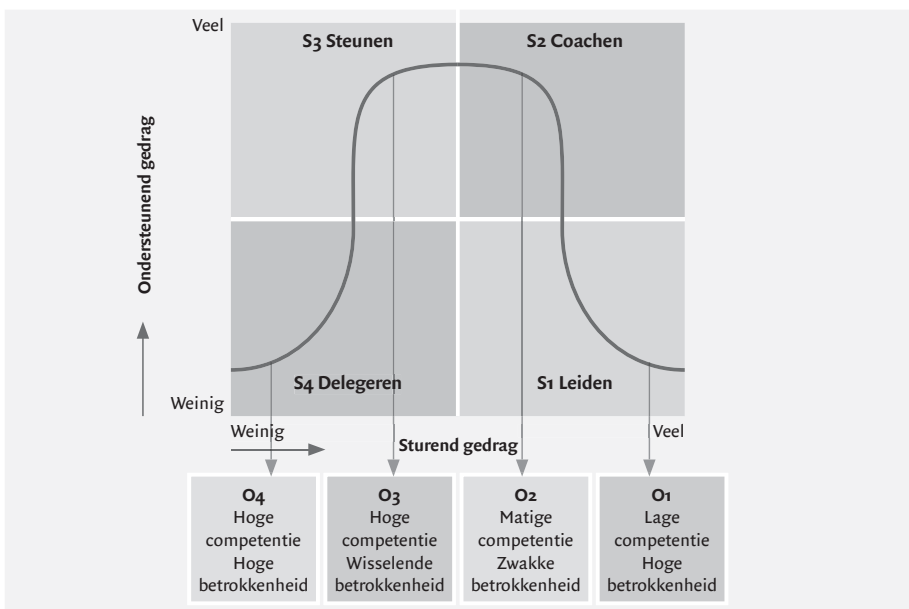 Veel
S3 Steunen
S2 Coachen
Ondersteunend gedrag
S4 Delegeren
S1 Leiden
Weinig
Weinig
Veel
Sturend gedrag
O4
Hoge
competentie
Hoge
betrokkenheid
O3
Hoge
competentie
Wisselende
betrokkenheid
O2
Matige
competentie
Zwakke
betrokkenheid
O1
Lage
competentie
Hoge
betrokkenheid